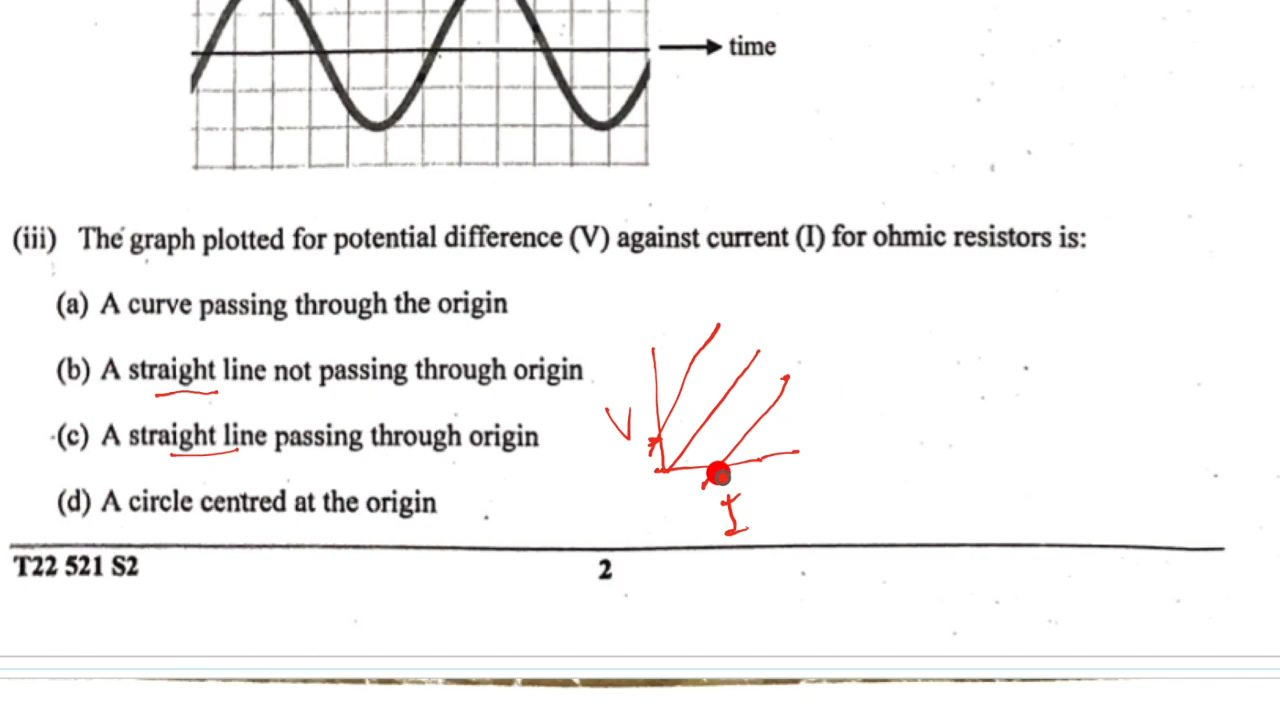 time
(iii) The graph plotted for potential difference (V) against current (I) for ohmic resistors is:
(a) A curve passing through the origin
(b) A straight line not passing through origin
(c) A straight line passing through origin
(d) A circle centred at the origin
V
I
T22 521 S2
2